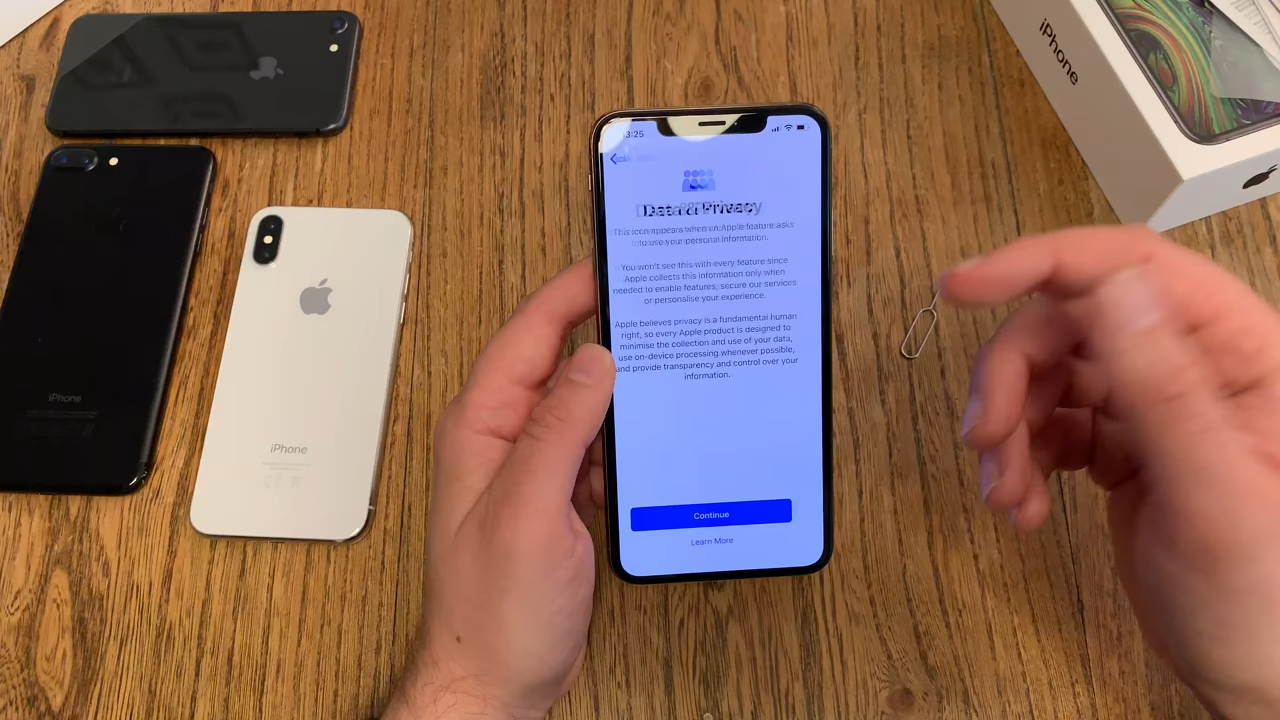 iPhone
iPhone
iPhone
3:25
Data & Privacy
This icon appears when an Apple feature asks
to use your personal information.
You won't see this with every feature since
Apple collects this information only when
needed to enable features, secure our services
or personalise your experience.
Apple believes privacy is a fundamental human
right, so every Apple product is designed to
minimise the collection and use of your data,
use on-device processing whenever possible,
and provide transparency and control over your
information.
Continue
Learn More